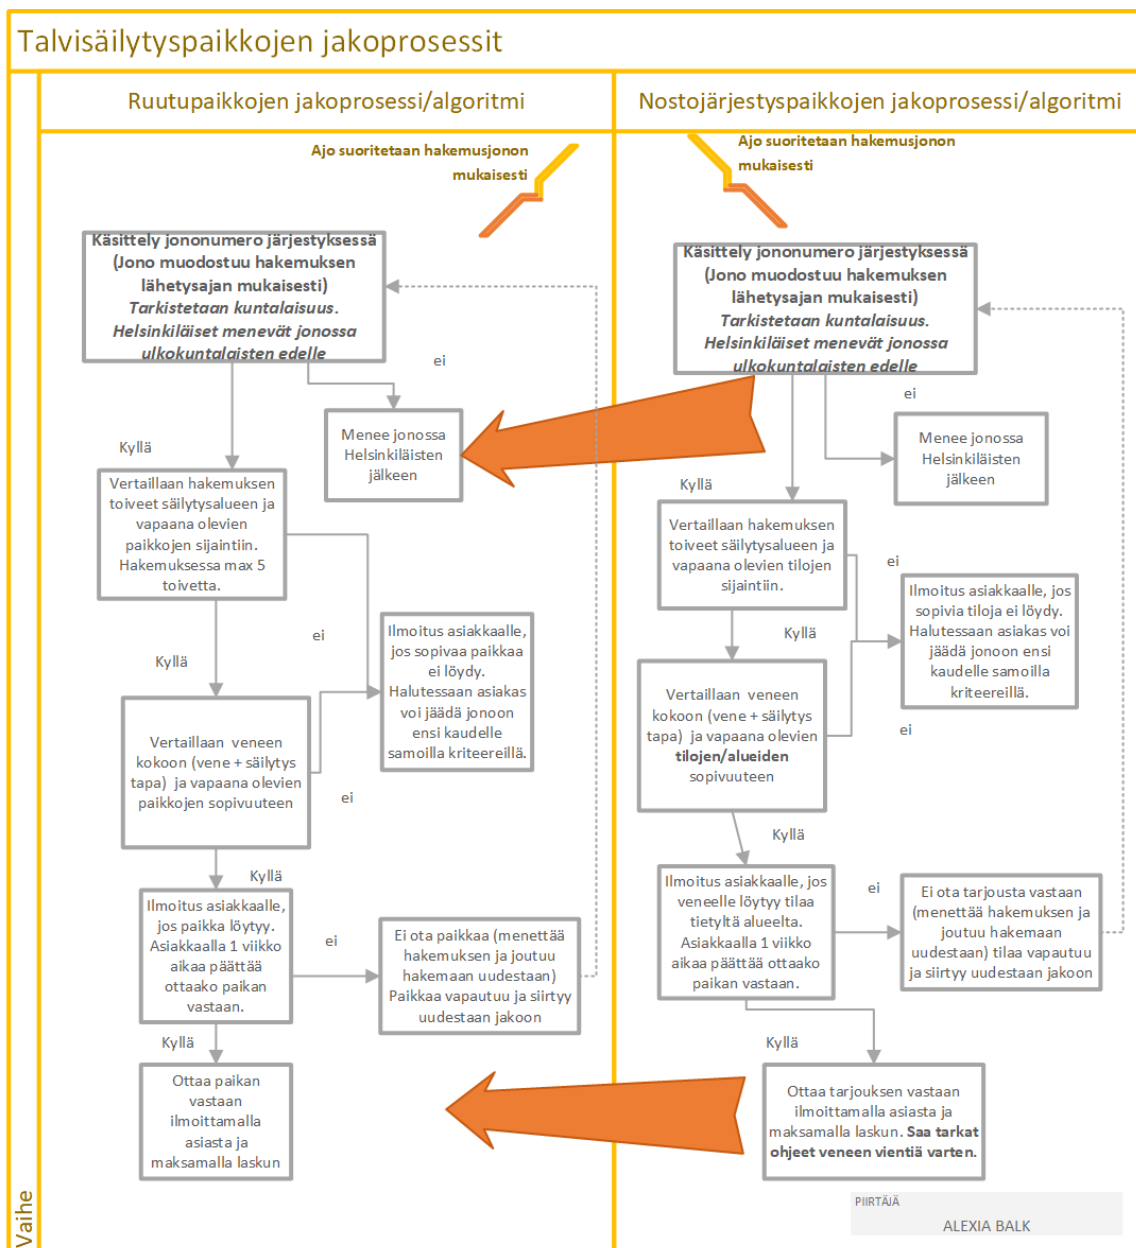 Talvisäilytyspaikkojen jakoprosessit
Ruutupaikkojen jakoprosessi/algoritmi
Ajo suoritetaan hakemusjonon
mukaisesti
Käsittely jononumero järjestyksessä
(Jono muodostuu hakemuksen
lähetysajan mukaisesti)
Tarkistetaan kuntalaisuus.
Helsinkiläiset menevät jonossa
ulkokuntalaisten edelle
ei
Menee jonossa
Helsinkiläisten
jälkeen
Kyllä
Vertaillaan hakemuksen
toiveet säilytysalueen ja
vapaana olevien
paikkojen sijaintiin.
Hakemuksessa max 5
toivetta.
ei
Ilmoitus asiakkaalle,
jos sopivaa paikkaa
ei löydy.
Halutessaan asiakas
voi jäädä jonoon
ensi kaudelle
samoilla kriteereillä.
Kyllä
Vertaillaan veneen
kokoon (vene + säilytys
tapa) ja vapaana olevien
paikkojen sopivuuteen
ei
Kyllä
Ilmoitus asiakkaalle,
jos paikka löytyy.
Asiakkaalla 1 viikko
aikaa päättää
ottaako paikan
vastaan.
ei
Ei ota paikkaa (menettää
hakemuksen ja joutuu
hakemaan uudestaan)
Paikkaa vapautuu ja siirtyy
uudestaan jakoon
Kyllä
Ottaa paikan
vastaan
ilmoittamalla
asiasta ja
maksamalla laskun
Nostojärjestyspaikkojen jakoprosessi/algoritmi
Ajo suoritetaan hakemusjonon
mukaisesti
Käsittely jononumero järjestyksessä
(Jono muodostuu hakemuksen
lähetysajan mukaisesti)
Tarkistetaan kuntalaisuus.
Helsinkiläiset menevät jonossa
ulkokuntalaisten edelle
ei
Menee jonossa
Helsinkiläisten
jälkeen
Kyllä
Vertaillaan hakemuksen
toiveet säilytysalueen ja
vapaana olevien tilojen
sijaintiin.
ei
Ilmoitus asiakkaalle, jos
sopivia tiloja ei löydy.
Halutessaan asiakas voi
jäädä jonoon ensi
kaudelle samoilla
kriteereillä.
Kyllä
Vertaillaan veneen
kokoon (vene + säilytys
tapa) ja vapaana olevien
tilojen/alueiden
sopivuuteen
ei
Kyllä
Ilmoitus asiakkaalle, jos
veneelle löytyy tilaa
tietyltä alueelta.
Asiakkaalla 1 viikko
aikaa päättää ottaako
paikan vastaan.
ei
Ei ota tarjousta vastaan
(menettää hakemuksen ja
joutuu hakemaan
uudestaan) tilaa vapautuu
ja siirtyy uudestaan jakoon
Kyllä
Ottaa tarjouksen vastaan
ilmoittamalla asiasta ja
maksamalla laskun. Saa tarkat
ohjeet veneen vientiä varten.
Vaihe
PIIRTÄJÄ
ALEXIA BALK